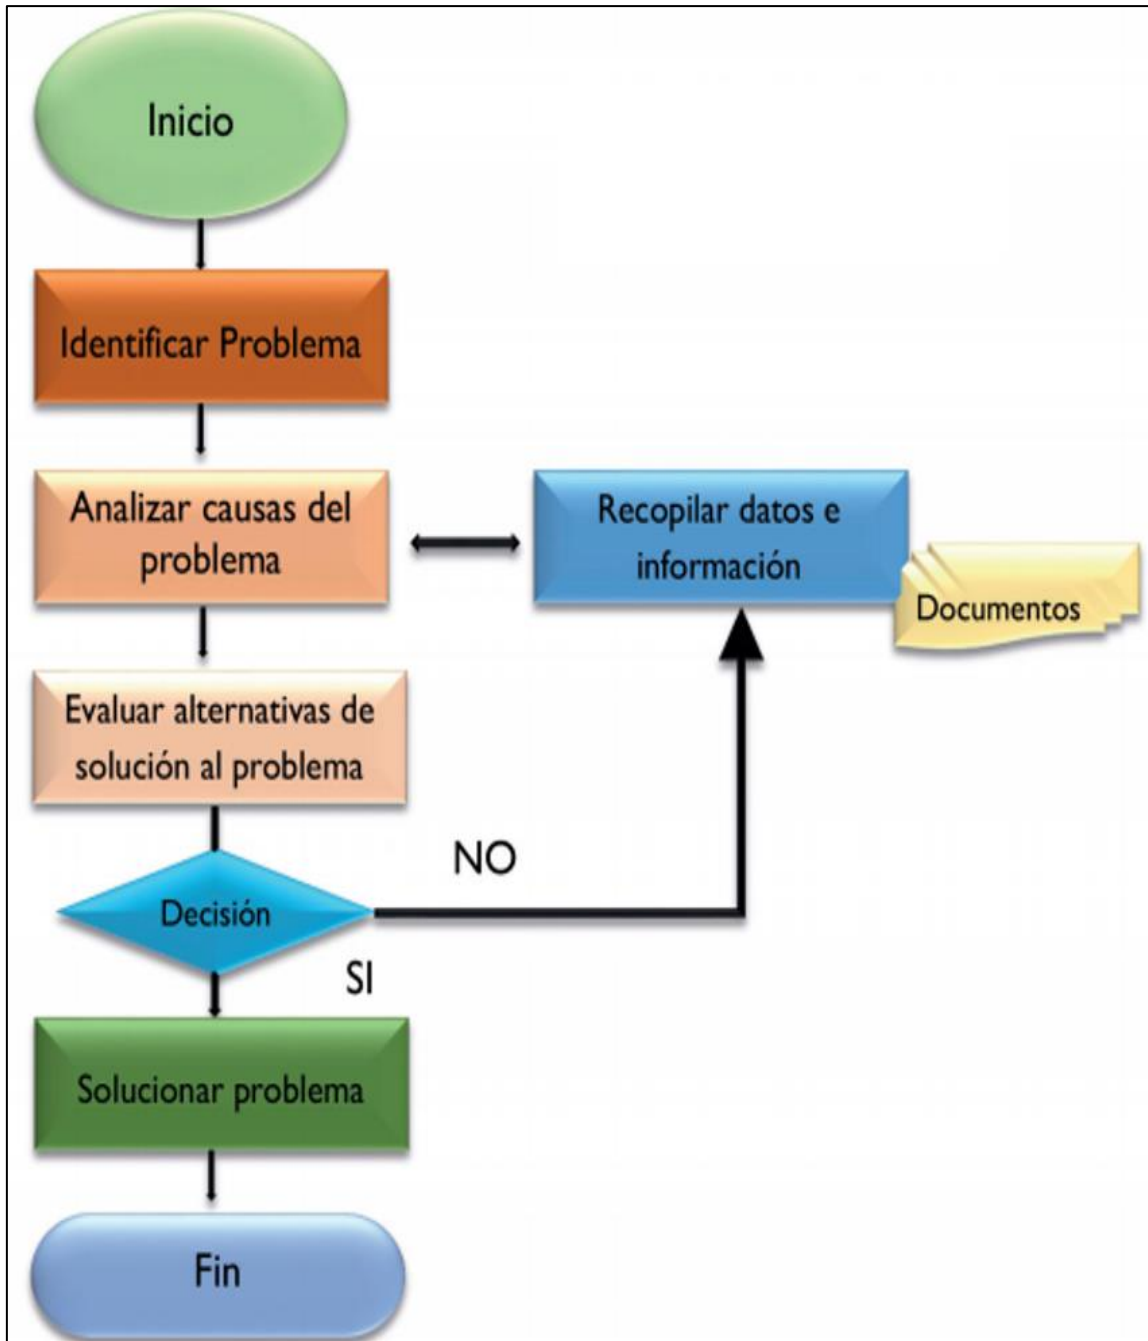 Inicio
Identificar Problema
Analizar causas del
problema
Recopilar datos e
información
Documentos
Evaluar alternativas de
solución al problema
NO
Decisión
SI
Solucionar problema
Fin